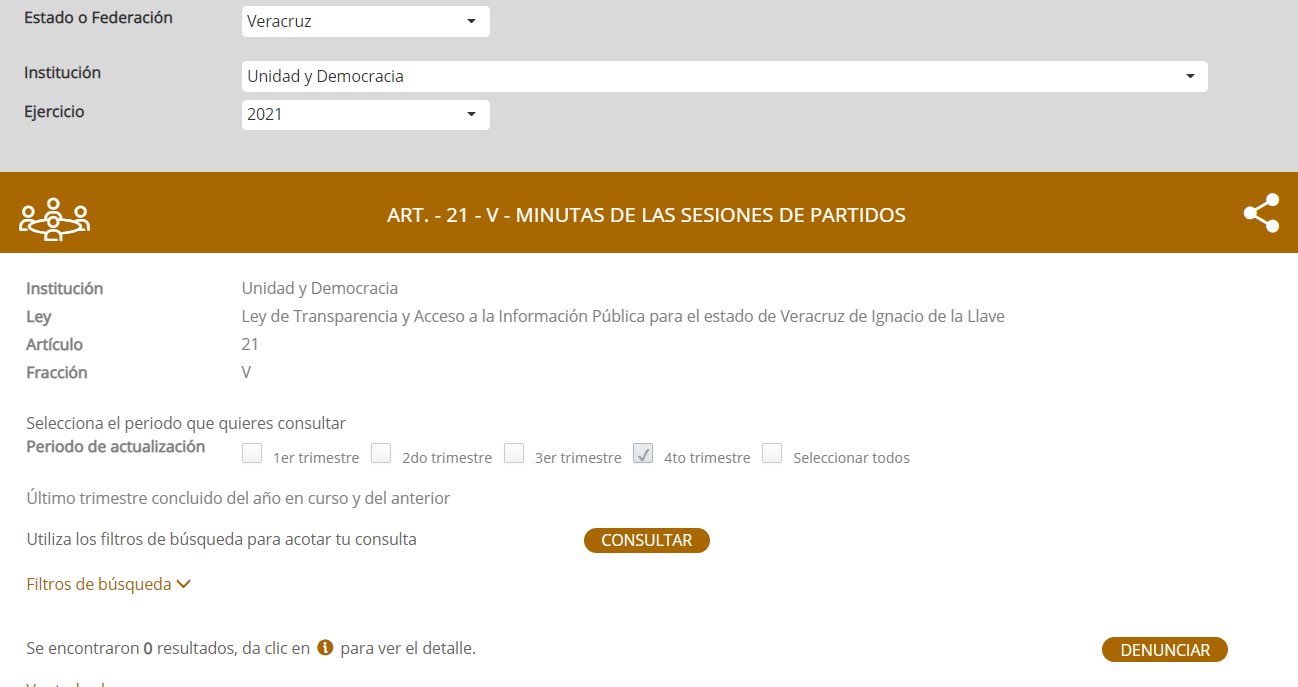 Estado o Federación Veracruz
Institución Unidad y Democracia
Ejercicio 2021
ART. - 21 - V - MINUTAS DE LAS SESIONES DE PARTIDOS
Institución Unidad y Democracia
Ley Ley de Transparencia y Acceso a la Información Pública para el estado de Veracruz de Ignacio de la Llave
Artículo 21
Fracción V
Selecciona el periodo que quieres consultar
Periodo de actualización 1er trimestre 2do trimestre 3er trimestre 4to trimestre Seleccionar todos
Último trimestre concluido del año en curso y del anterior
Utiliza los filtros de búsqueda para acotar tu consulta CONSULTAR
Filtros de búsqueda
Se encontraron 0 resultados, da clic en i para ver el detalle. DENUNCIAR